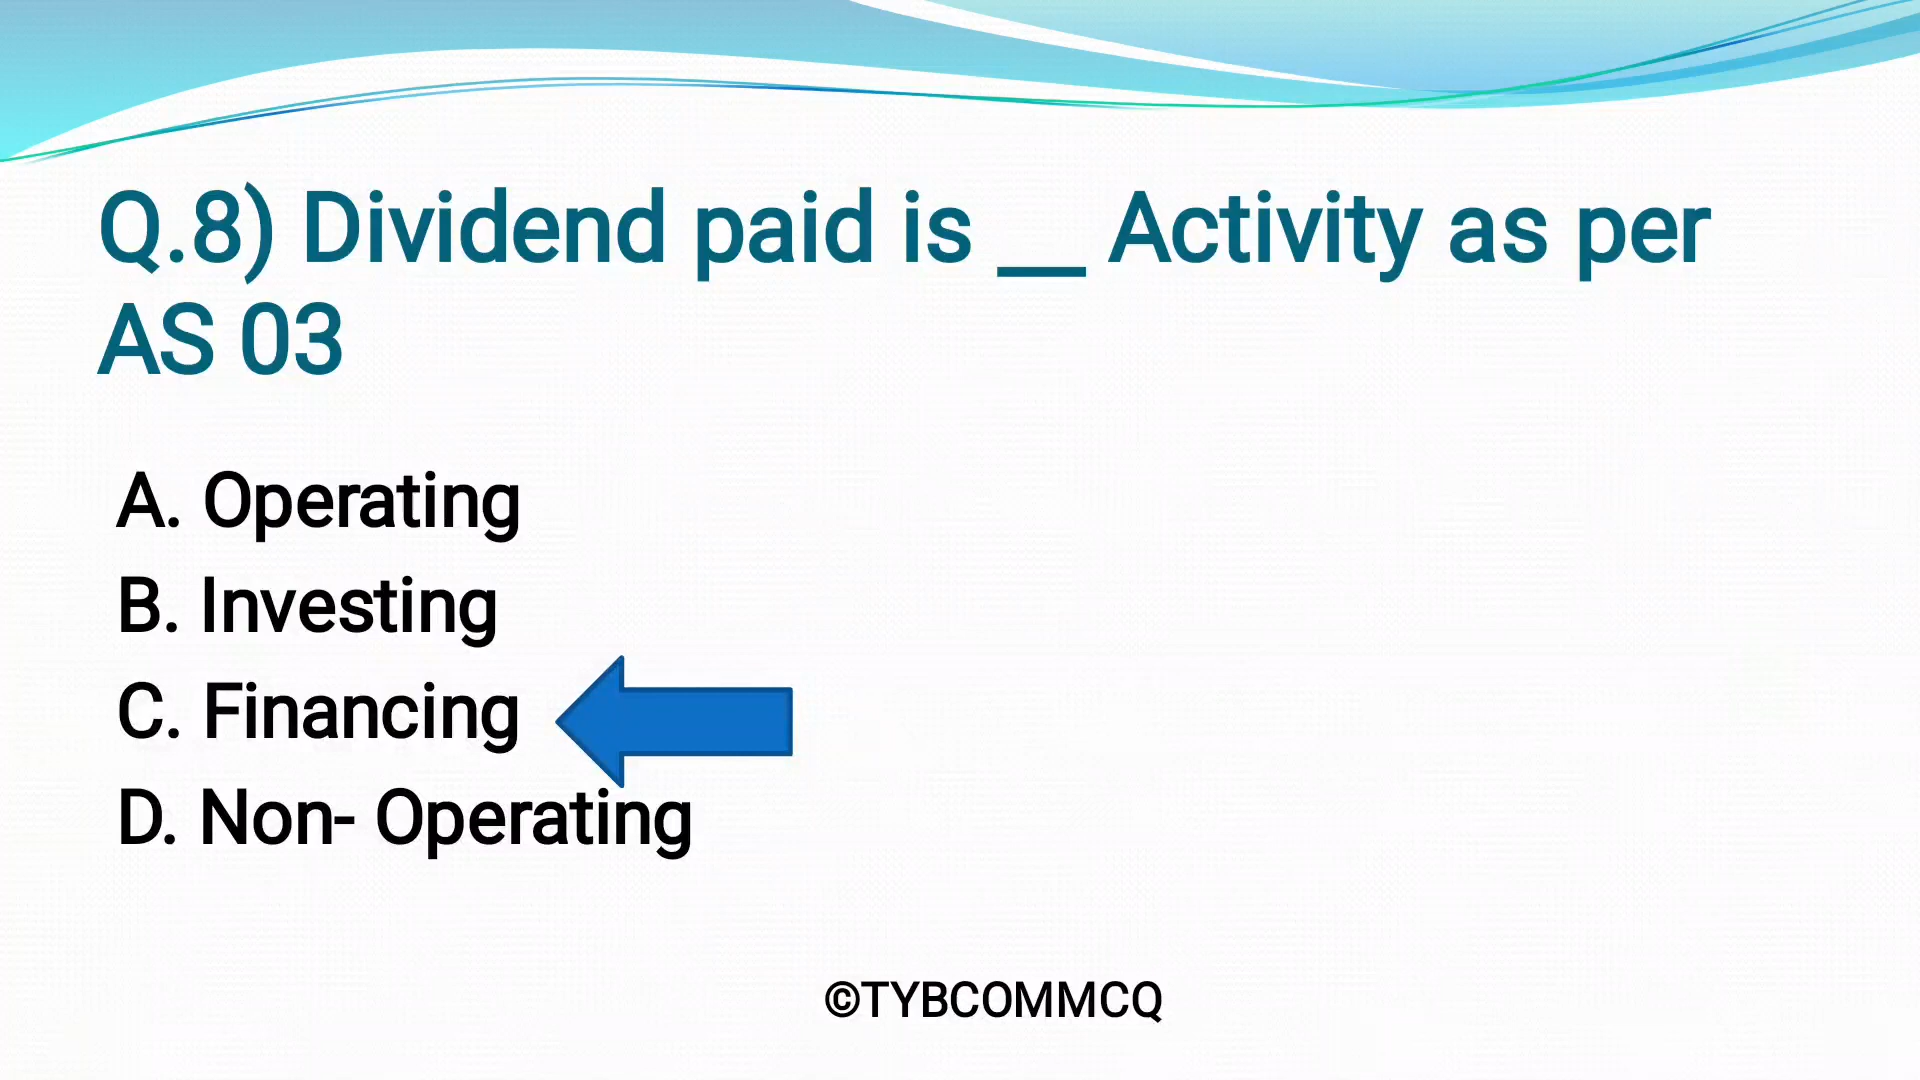 Q.8) Dividend paid is __ Activity as per
AS 03
A. Operating
B. Investing
C. Financing
D. Non- Operating
©TYBCOMMCQ